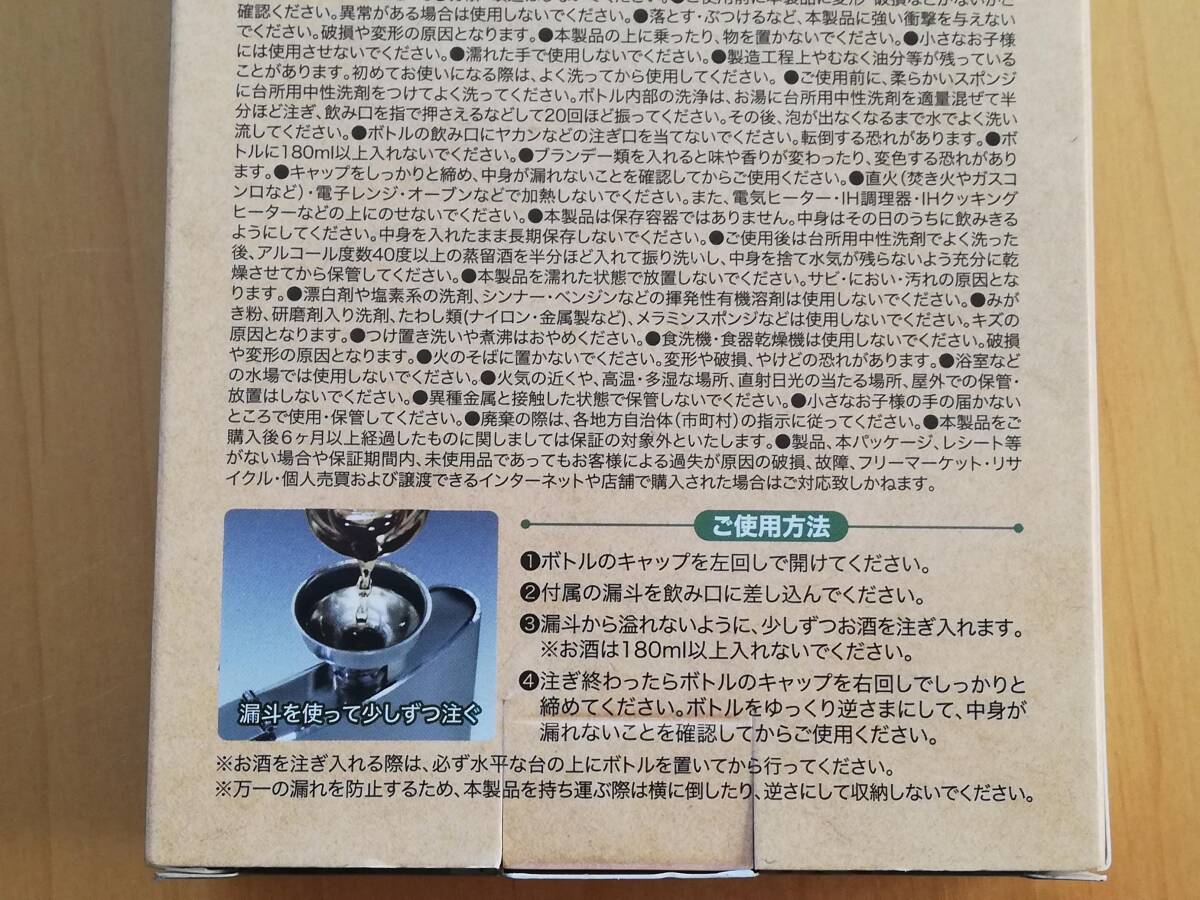 確認ください。異常がある場合は使用しないでください。●落とす・ぶつけるなど、本製品に強い衝撃を与えない
でください。破損や変形の原因となります。●本製品の上に乗ったり、物を置かないでください。●小さなお子様
には使用させないでください。●濡れた手で使用しないでください。●製造工程上やむなく油分等が残っている
ことがあります。初めてお使いになる際は、よく洗ってから使用してください。●ご使用前に、柔らかいスポンジ
に台所用中性洗剤をつけてよく洗ってください。ボトル内部の洗浄は、お湯に台所用中性洗剤を適量混ぜて半
分ほど注ぎ、飲み口を指で押さえるなどして20回ほど振ってください。その後、泡が出なくなるまで水でよく洗い
流してください。●ボトルの飲み口にヤカンなどの注ぎ口を当てないでください。転倒する恐れがあります。●ボ
トルに180ml以上入れないでください。●ブランデー類を入れると味や香りが変わったり、変色する恐れがあり
ます。●キャップをしっかりと締め、中身が漏れないことを確認してからご使用ください。●直火（焚き火やガスコ
ンロなど）・電子レンジ・オーブンなどで加熱しないでください。また、電気ヒーター・IH調理器・IHクッキング
ヒーターなどの上にのせないでください。●本製品は保存容器ではありません。中身はその日のうちに飲みきる
ようにしてください。中身を入れたまま長期保存しないでください。●ご使用後は台所用中性洗剤でよく洗った
後、アルコール度数40度以上の蒸留酒を半分ほど入れて振り洗いし、中身を捨て水気が残らないよう充分に乾
燥させてから保管してください。●本製品を濡れた状態で放置しないでください。サビ・におい・汚れの原因とな
ります。●漂白剤や塩素系の洗剤、シンナー・ベンジンなどの揮発性有機溶剤は使用しないでください。●みが
き粉、研磨剤入り洗剤、たわし類(ナイロン・金属製など)、メラミンスポンジなどは使用しないでください。キズの
原因となります。●つけ置き洗いや煮沸はおやめください。●食洗機・食器乾燥機は使用しないでください。破損
や変形の原因となります。●火のそばに置かないでください。変形や破損、やけどの恐れがあります。●浴室など
の水場では使用しないでください。●火気の近くや、高温・多湿な場所、直射日光の当たる場所、屋外での保管・
放置はしないでください。●異種金属と接触した状態で保管しないでください。●小さなお子様の手の届かない
ところで使用・保管してください。●廃棄の際は、各地方自治体（市町村）の指示に従ってください。●本製品をご
購入後6ヶ月以上経過したものに関しましては保証の対象外といたします。●製品、本パッケージ、レシート等
がない場合や保証期間内、未使用品であってもお客様による過失が原因の破損、故障、フリーマーケット・リサ
イクル・個人売買および譲渡できるインターネットや店舗で購入された場合はご対応致しかねます。
ご使用方法
❶ボトルのキャップを左回しで開けてください。
❷付属の漏斗を飲み口に差し込んでください。
❸漏斗から溢れないように、少しずつお酒を注ぎ入れます。
※お酒は180ml以上入れないでください。
❹注ぎ終わったらボトルのキャップを右回しでしっかりと
締めてください。ボトルをゆっくり逆さまにして、中身が
漏れないことを確認してからご使用ください。
漏斗を使って少しずつ注ぐ
※お酒を注ぎ入れる際は、必ず水平な台の上にボトルを置いてから行ってください。
※万一の漏れを防止するため、本製品を持ち運ぶ際は横に倒したり、逆さにして収納しないでください。